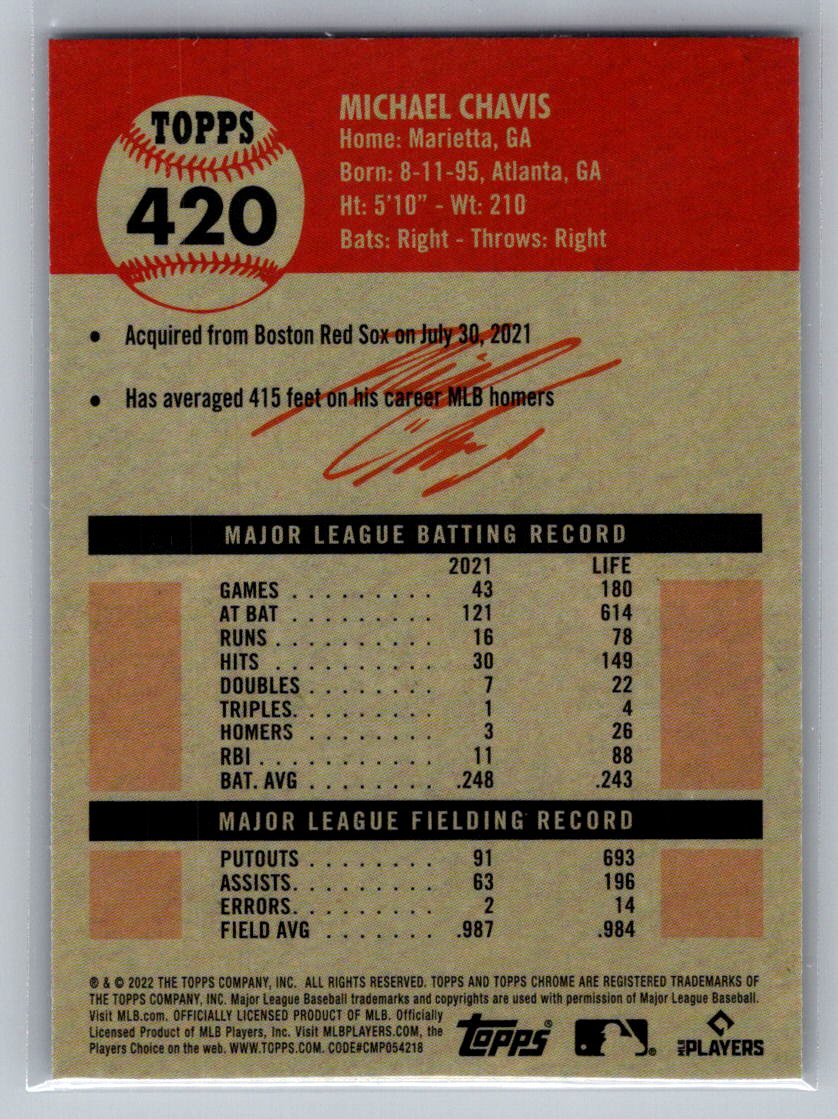 TOPPS
420
MICHAEL CHAVIS
Home: Marietta, GA
Born: 8-11-95, Atlanta, GA
Ht: 5'10" - Wt: 210
Bats: Right - Throws: Right
• Acquired from Boston Red Sox on July 30, 2021
• Has averaged 415 feet on his career MLB homers
MAJOR LEAGUE BATTING RECORD
2021 LIFE
GAMES . . . . . . . . . 43 180
AT BAT . . . . . . . . . 121 614
RUNS . . . . . . . . . . 16 78
HITS . . . . . . . . . . 30 149
DOUBLES . . . . . . . . 7 22
TRIPLES. . . . . . . . . 1 4
HOMERS . . . . . . . . 3 26
RBI . . . . . . . . . . . 11 88
BAT. AVG . . . . . . . . .248 .243
MAJOR LEAGUE FIELDING RECORD
PUTOUTS . . . . . . . . 91 693
ASSISTS. . . . . . . . . 63 196
ERRORS. . . . . . . . . 2 14
FIELD AVG . . . . . . . .987 .984
® & © 2022 THE TOPPS COMPANY, INC. ALL RIGHTS RESERVED. TOPPS AND TOPPS CHROME ARE REGISTERED TRADEMARKS OF
THE TOPPS COMPANY, INC. Major League Baseball trademarks and copyrights are used with permission of Major League Baseball.
Visit MLB.com. OFFICIALLY LICENSED PRODUCT OF MLB. Officially
Licensed Product of MLB Players, Inc. Visit MLBPLAYERS.COM, the
Players Choice on the web. WWW.TOPPS.COM. CODE#CMP054218
topps®
MLB PLAYERS